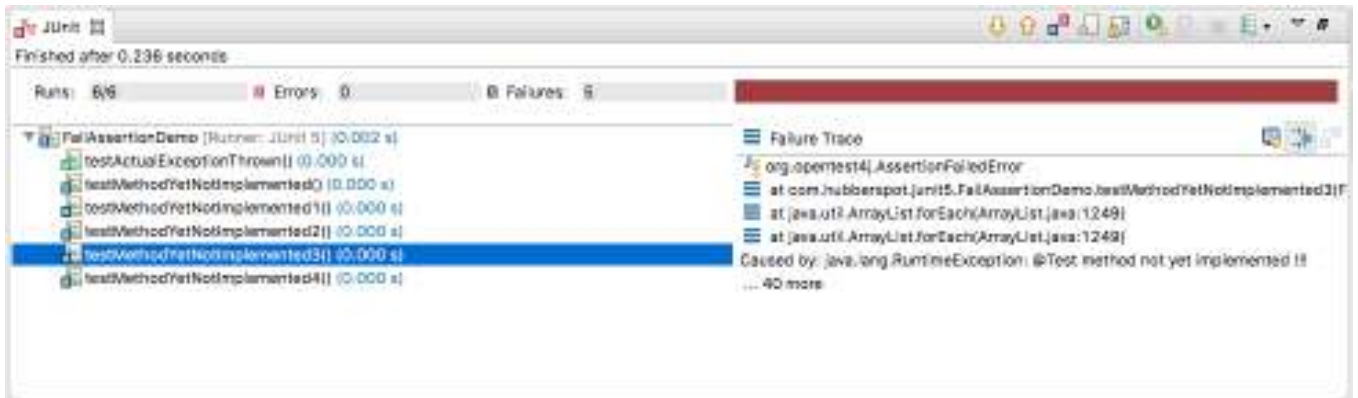 JUnit
Finished after 0.236 seconds
Runs: 6/6 Errors: 0 Failures: 5
FailAssertionDemo [Runner: JUnit 5] (0.002 s)
testActualExceptionThrown() (0.000 s)
testMethodYetNotImplemented() (0.000 s)
testMethodYetNotImplemented1() (0.000 s)
testMethodYetNotImplemented2() (0.000 s)
testMethodYetNotImplemented3() (0.000 s)
testMethodYetNotImplemented4() (0.000 s)
Failure Trace
org.opentest4j.AssertionFailedError
at com.hubberspot.junit5.FailAssertionDemo.testMethodYetNotImplemented3(F
at java.util.ArrayList.forEach(ArrayList.java:1249)
at java.util.ArrayList.forEach(ArrayList.java:1249)
Caused by: java.lang.RuntimeException: @Test method not yet implemented !!!
... 40 more